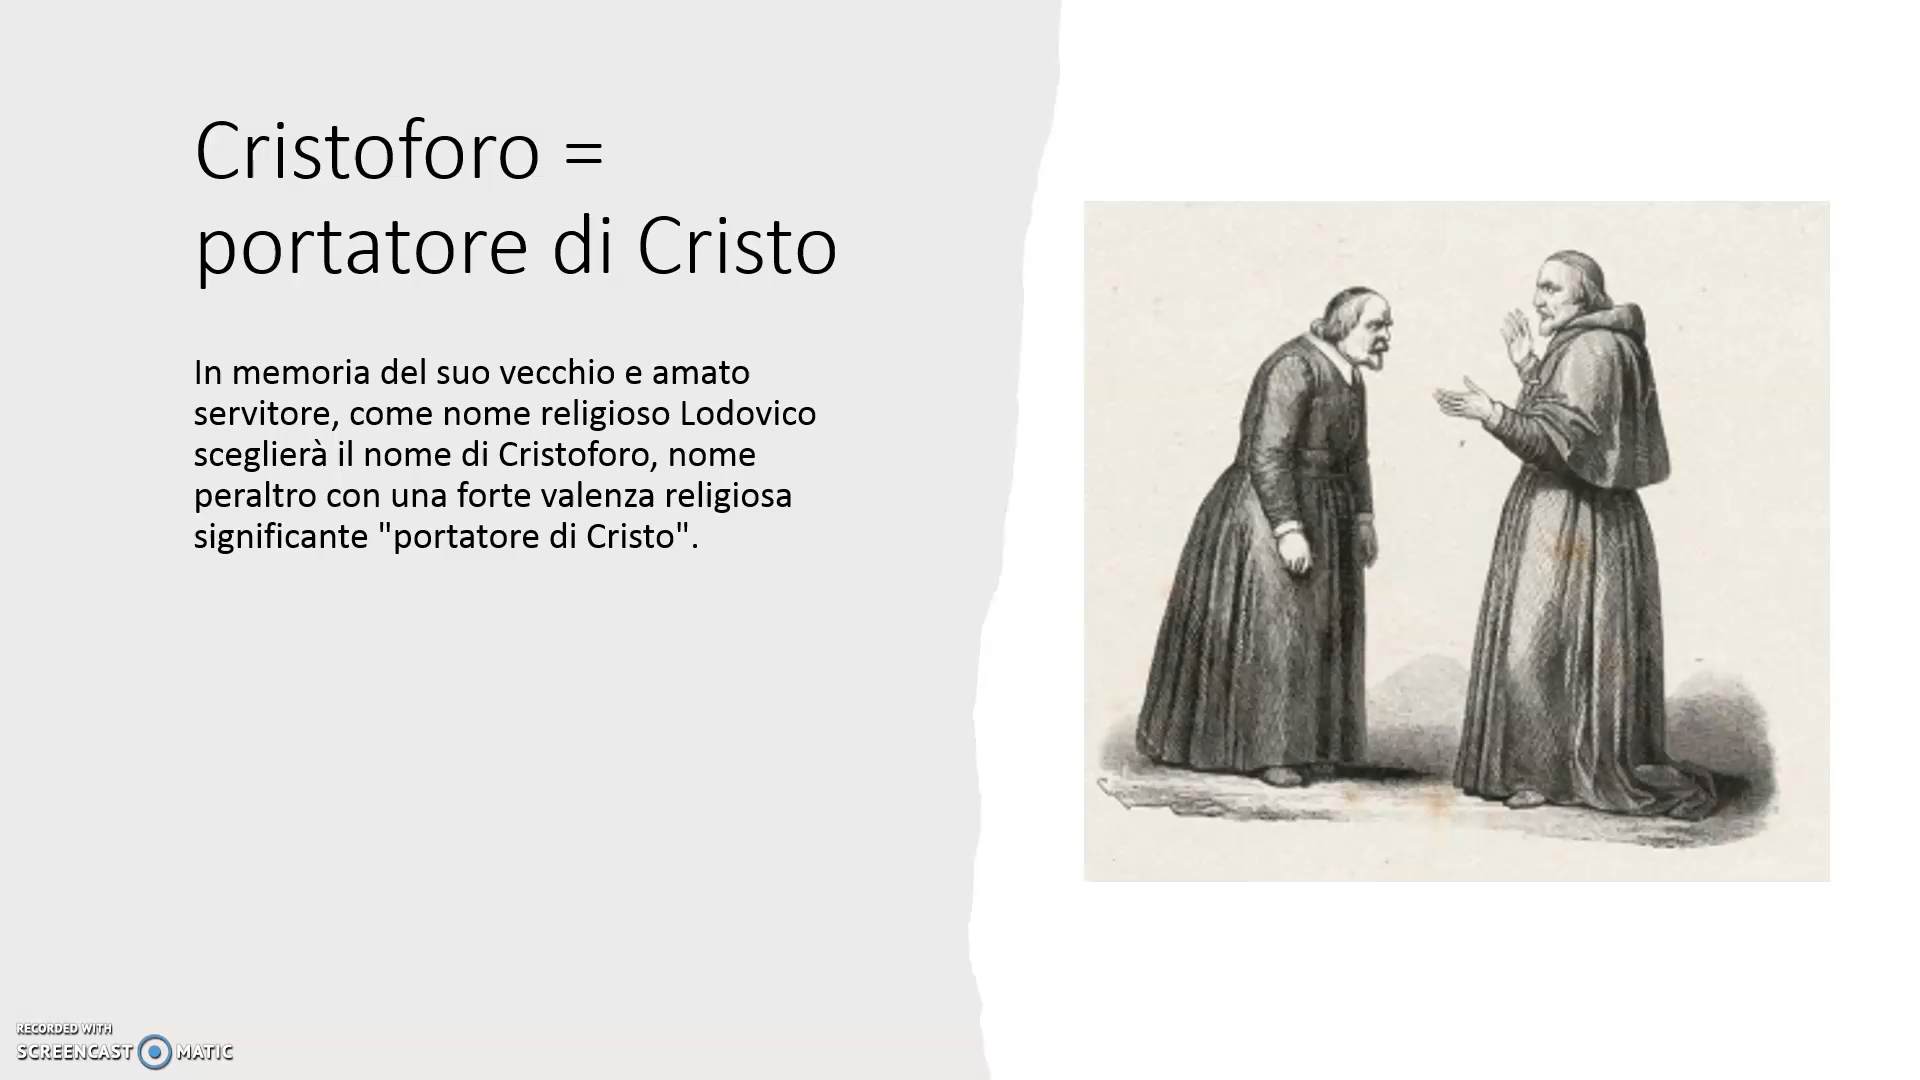 Cristoforo =
portatore di Cristo
In memoria del suo vecchio e amato
servitore, come nome religioso Lodovico
sceglierà il nome di Cristoforo, nome
peraltro con una forte valenza religiosa
significante "portatore di Cristo".
RECORDED WITH
SCREENCAST MATIC